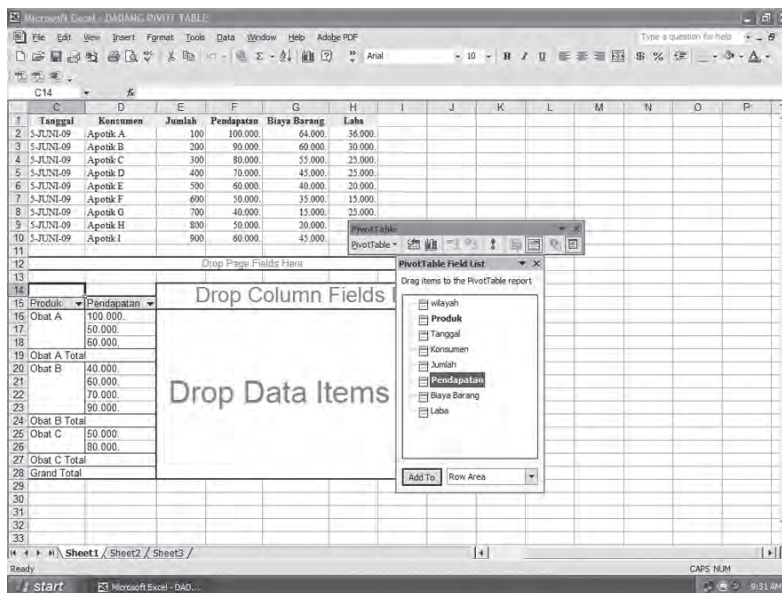 Microsoft Excel - DADANG PIVOT TABLE
File Edit View Insert Format Tools Data Window Help Adobe PDF
Type a question for help
Arial 10 B I U $ %
C14 fx
C D E F G H I J K L M N O P
1 Tanggal Konsumen Jumlah Pendapatan Biaya Barang Laba
2 5-JUNI-09 Apotik A 100 100.000. 64.000. 36.000.
3 5-JUNI-09 Apotik B 200 90.000. 60.000. 30.000.
4 5-JUNI-09 Apotik C 300 80.000. 55.000. 25.000.
5 5-JUNI-09 Apotik D 400 70.000. 45.000. 25.000.
6 5-JUNI-09 Apotik E 500 60.000. 40.000. 20.000.
7 5-JUNI-09 Apotik F 600 50.000. 35.000. 15.000.
8 5-JUNI-09 Apotik G 700 40.000. 15.000. 25.000.
9 5-JUNI-09 Apotik H 800 50.000. 20.000.
10 5-JUNI-09 Apotik I 900 60.000. 45.000.
PivotTable
PivotTable
11
12 Drop Page Fields Here
13
14 Drop Column Fields
15 Produk Pendapatan
16 Obat A 100.000.
17 50.000.
18 60.000.
19 Obat A Total
20 Obat B 40.000.
21 60.000.
22 70.000.
23 90.000.
24 Obat B Total
25 Obat C 50.000.
26 80.000.
27 Obat C Total
28 Grand Total
29
30
31
32
33
Drop Data Items
PivotTable Field List
Drag items to the PivotTable report
wilayah
Produk
Tanggal
Konsumen
Jumlah
Pendapatan
Biaya Barang
Laba
Add To Row Area
Sheet1 / Sheet2 / Sheet3 /
Ready
CAPS NUM
start
Microsoft Excel - DAD...
9:51 AM